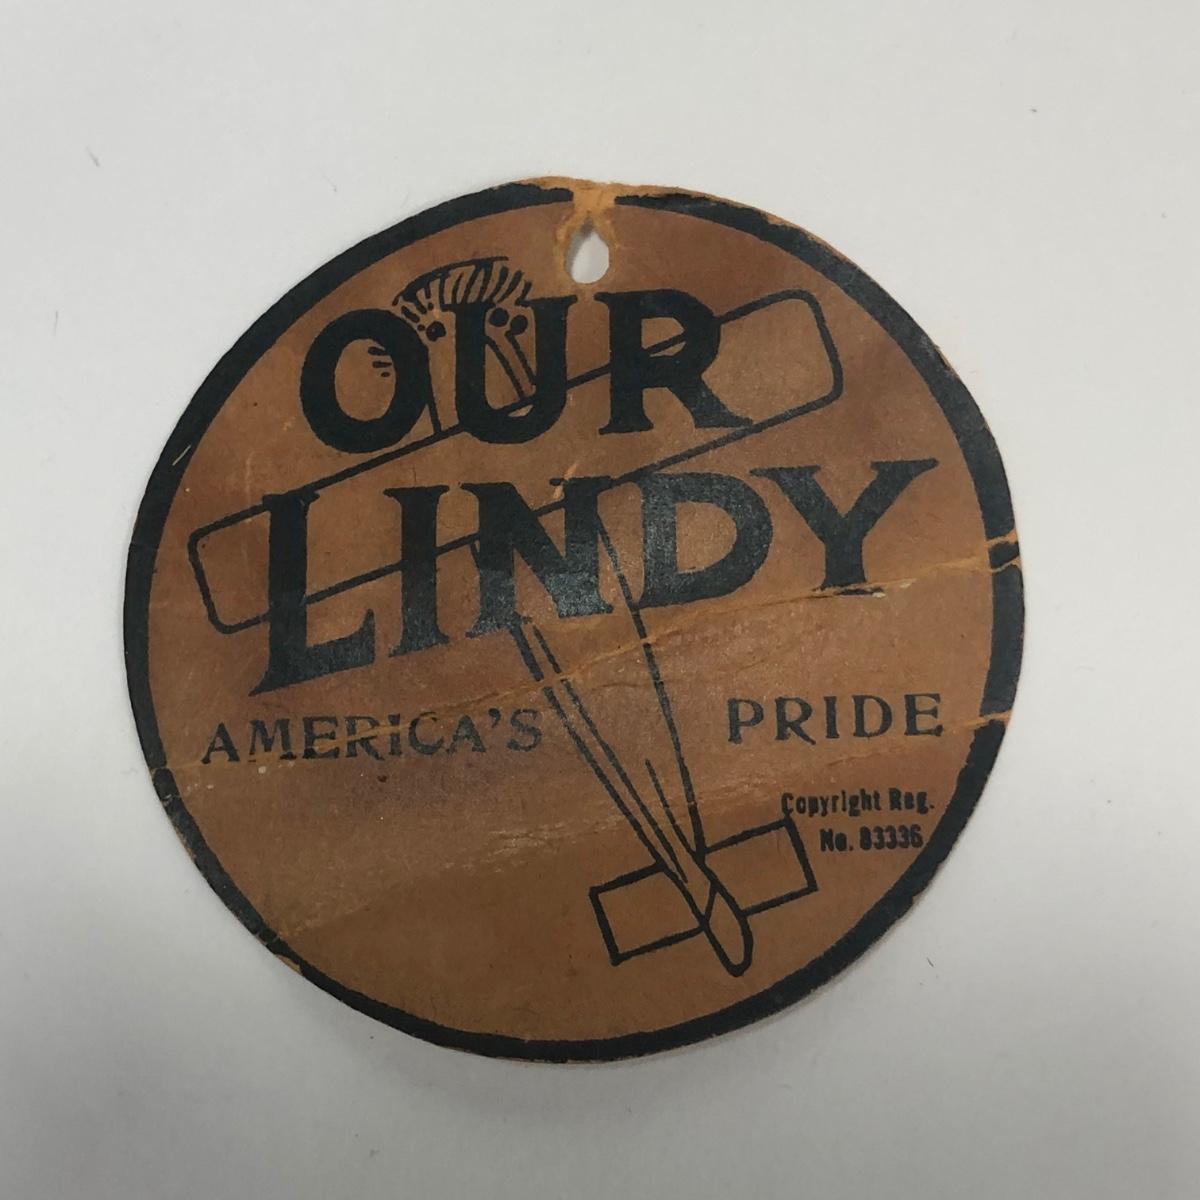 OUR
LINDY
AMERICA'S PRIDE
Copyright Reg.
No. 83336